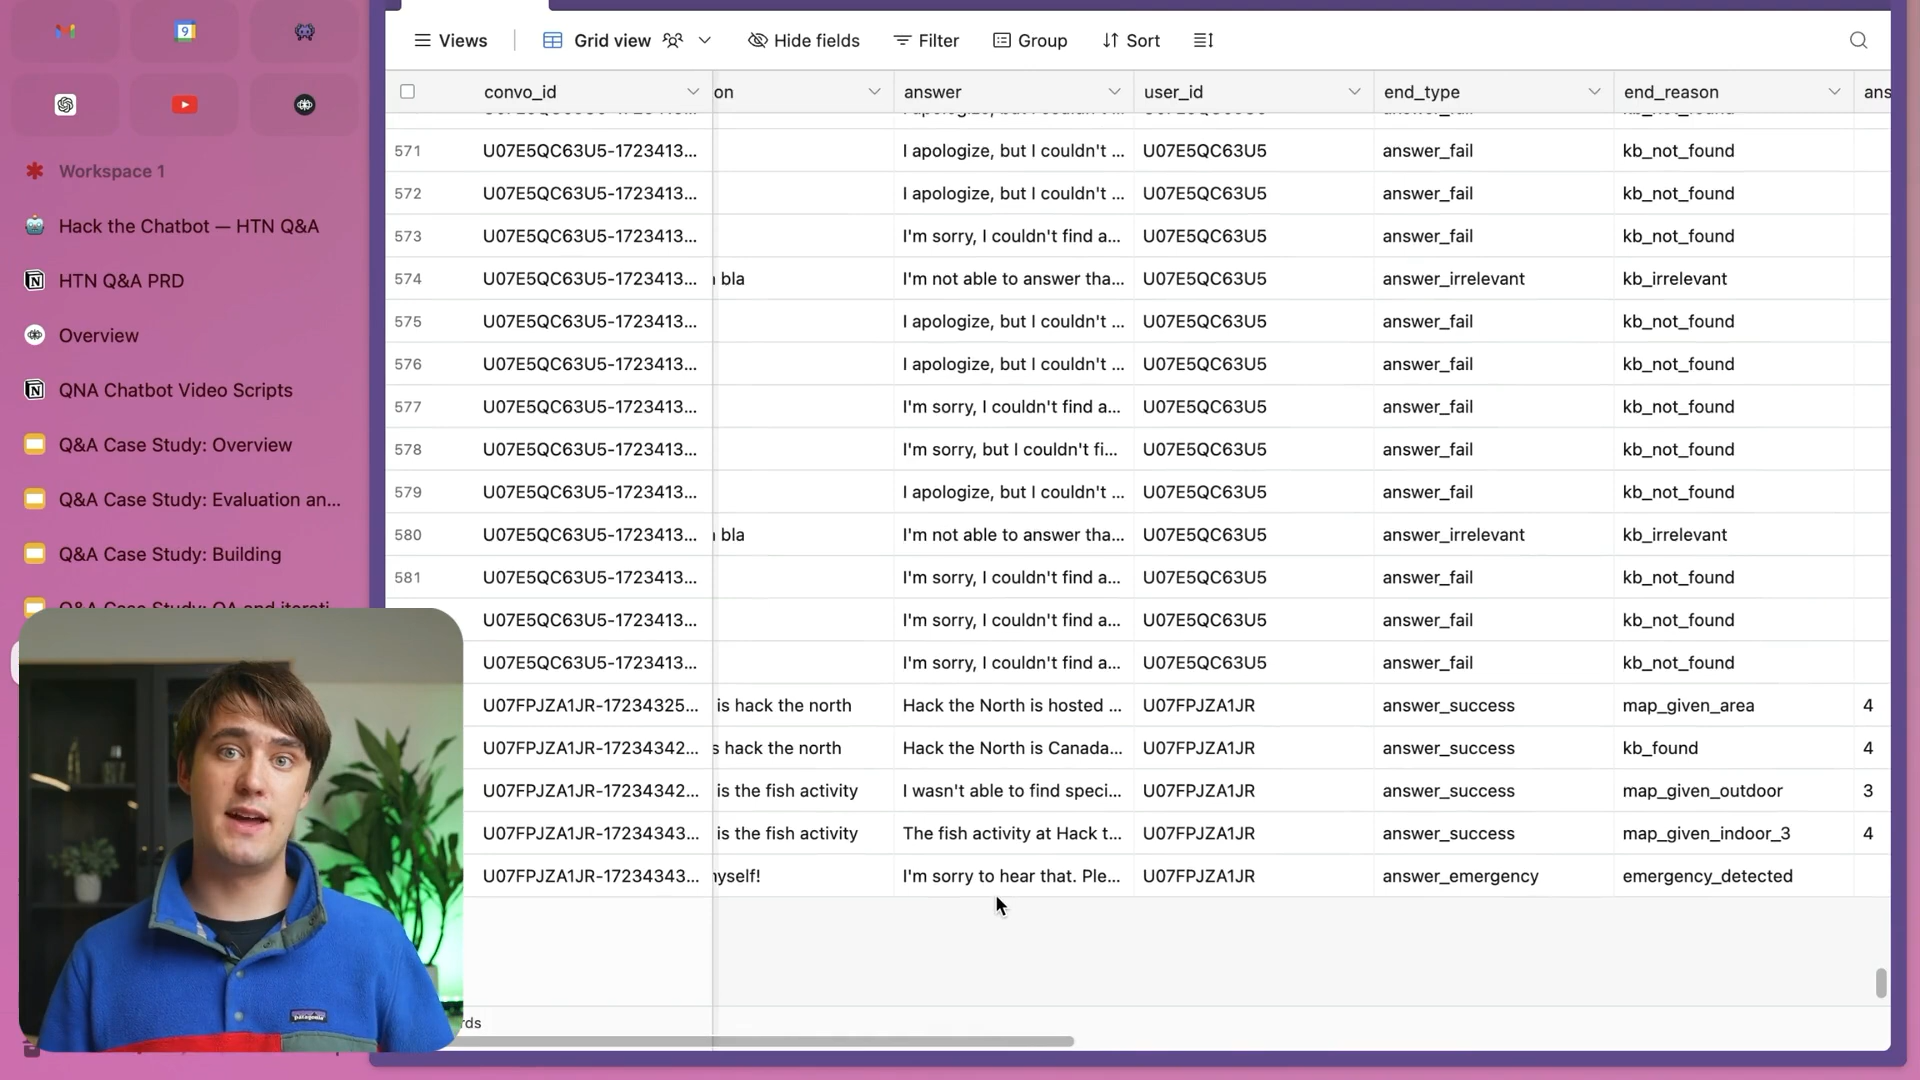 Views
Grid view
Hide fields
Filter
Group
Sort
9
Workspace 1
Hack the Chatbot — HTN Q&A
HTN Q&A PRD
Overview
QNA Chatbot Video Scripts
Q&A Case Study: Overview
Q&A Case Study: Evaluation an...
Q&A Case Study: Building
Q&A Case Study: QA and iterati...
convo_id on answer user_id end_type end_reason ans
571 U07E5QC63U5-1723413... I apologize, but I couldn't ... U07E5QC63U5 answer_fail kb_not_found
572 U07E5QC63U5-1723413... I apologize, but I couldn't ... U07E5QC63U5 answer_fail kb_not_found
573 U07E5QC63U5-1723413... I'm sorry, I couldn't find a... U07E5QC63U5 answer_fail kb_not_found
574 U07E5QC63U5-1723413... bla I'm not able to answer tha... U07E5QC63U5 answer_irrelevant kb_irrelevant
575 U07E5QC63U5-1723413... I apologize, but I couldn't ... U07E5QC63U5 answer_fail kb_not_found
576 U07E5QC63U5-1723413... I apologize, but I couldn't ... U07E5QC63U5 answer_fail kb_not_found
577 U07E5QC63U5-1723413... I'm sorry, I couldn't find a... U07E5QC63U5 answer_fail kb_not_found
578 U07E5QC63U5-1723413... I'm sorry, but I couldn't fi... U07E5QC63U5 answer_fail kb_not_found
579 U07E5QC63U5-1723413... I apologize, but I couldn't ... U07E5QC63U5 answer_fail kb_not_found
580 U07E5QC63U5-1723413... bla I'm not able to answer tha... U07E5QC63U5 answer_irrelevant kb_irrelevant
581 U07E5QC63U5-1723413... I'm sorry, I couldn't find a... U07E5QC63U5 answer_fail kb_not_found
U07E5QC63U5-1723413... I'm sorry, I couldn't find a... U07E5QC63U5 answer_fail kb_not_found
U07E5QC63U5-1723413... I'm sorry, I couldn't find a... U07E5QC63U5 answer_fail kb_not_found
U07FPJZA1JR-17234325... is hack the north Hack the North is hosted ... U07FPJZA1JR answer_success map_given_area 4
U07FPJZA1JR-17234342... s hack the north Hack the North is Canada... U07FPJZA1JR answer_success kb_found 4
U07FPJZA1JR-17234342... is the fish activity I wasn't able to find speci... U07FPJZA1JR answer_success map_given_outdoor 3
U07FPJZA1JR-17234343... is the fish activity The fish activity at Hack t... U07FPJZA1JR answer_success map_given_indoor_3 4
U07FPJZA1JR-17234343... nyself! I'm sorry to hear that. Ple... U07FPJZA1JR answer_emergency emergency_detected
rds
patagonia